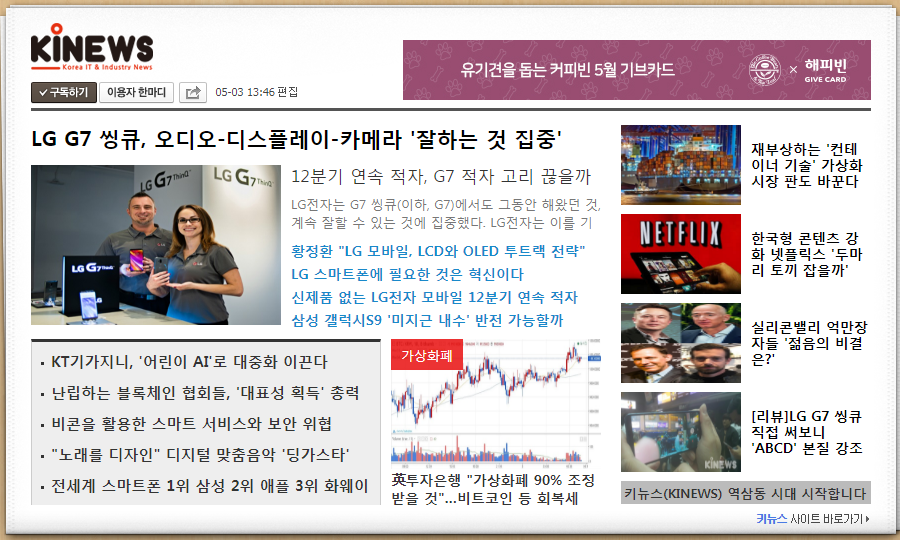 KINEWS
Korea IT & Industry News
구독하기
이용자 한마디
05-03 13:46 편집
유기견을 돕는 커피빈 5월 기브카드
×
해피빈
GIVE CARD
LG G7 씽큐, 오디오-디스플레이-카메라 '잘하는 것 집중'
LG G7 ThinQ
LG G7 ThinQ
LG G7 ThinQ
12분기 연속 적자, G7 적자 고리 끊을까
LG전자는 G7 씽큐(이하, G7)에서도 그동안 해왔던 것,
계속 잘할 수 있는 것에 집중했다. LG전자는 이를 기
황정환 "LG 모바일, LCD와 OLED 투트랙 전략"
LG 스마트폰에 필요한 것은 혁신이다
신제품 없는 LG전자 모바일 12분기 연속 적자
삼성 갤럭시S9 '미지근 내수' 반전 가능할까
• KT기가지니, '어린이 AI'로 대중화 이끈다
• 난립하는 블록체인 협회들, '대표성 획득' 총력
• 비콘을 활용한 스마트 서비스와 보안 위협
• "노래를 디자인" 디지털 맞춤음악 '딩가스타'
• 전세계 스마트폰 1위 삼성 2위 애플 3위 화웨이
가상화폐
英투자은행 "가상화폐 90% 조정
받을 것"...비트코인 등 회복세
재부상하는 '컨테
이너 기술' 가상화
시장 판도 바꾼다
NETFLIX
한국형 콘텐츠 강
화 넷플릭스 '두마
리 토끼 잡을까'
실리콘밸리 억만장
자들 '젊음의 비결
은?'
KINEWS
[리뷰]LG G7 씽큐
직접 써보니
'ABCD' 본질 강조
키뉴스(KINEWS) 역삼동 시대 시작합니다
키뉴스 사이트 바로가기